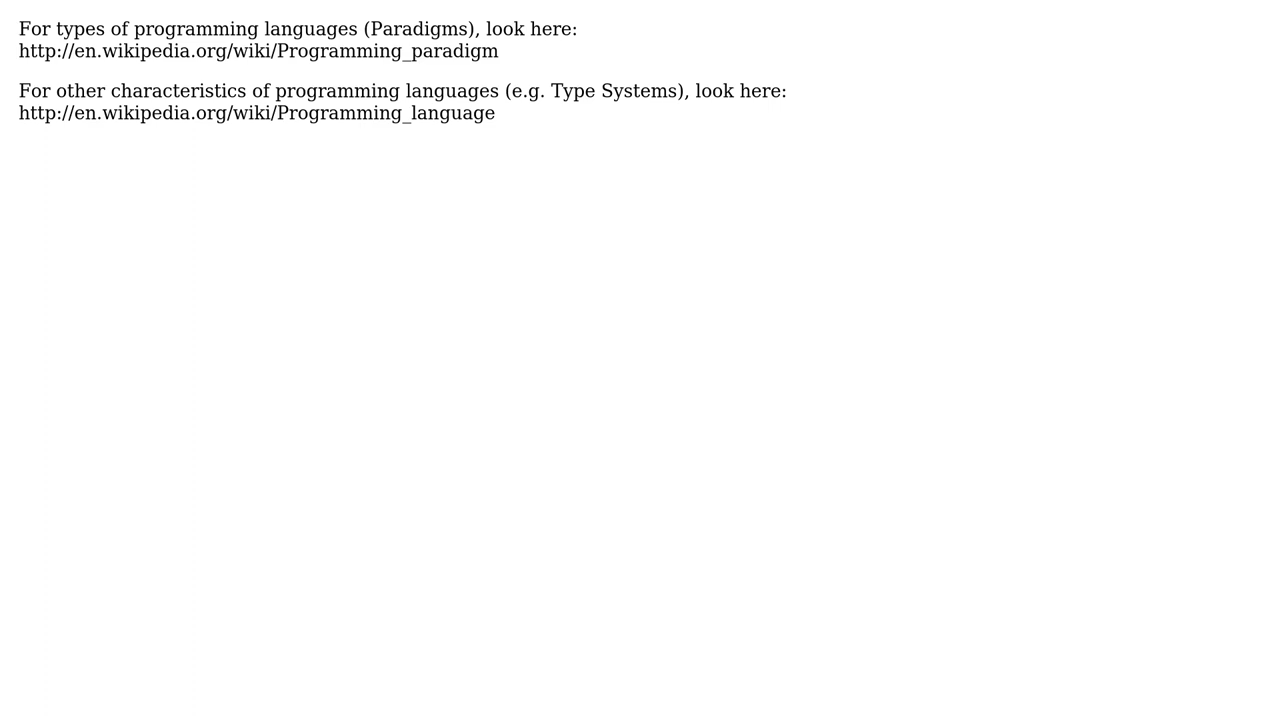 For types of programming languages (Paradigms), look here:
http://en.wikipedia.org/wiki/Programming_paradigm
For other characteristics of programming languages (e.g. Type Systems), look here:
http://en.wikipedia.org/wiki/Programming_language